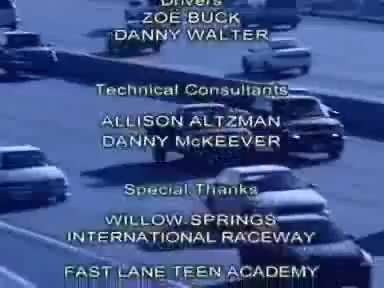 Drivers
ZOE BUCK
DANNY WALTER
Technical Consultants
ALLISON ALTZMAN
DANNY McKEEVER
Special Thanks
WILLOW SPRINGS
INTERNATIONAL RACEWAY
FAST LANE TEEN ACADEMY